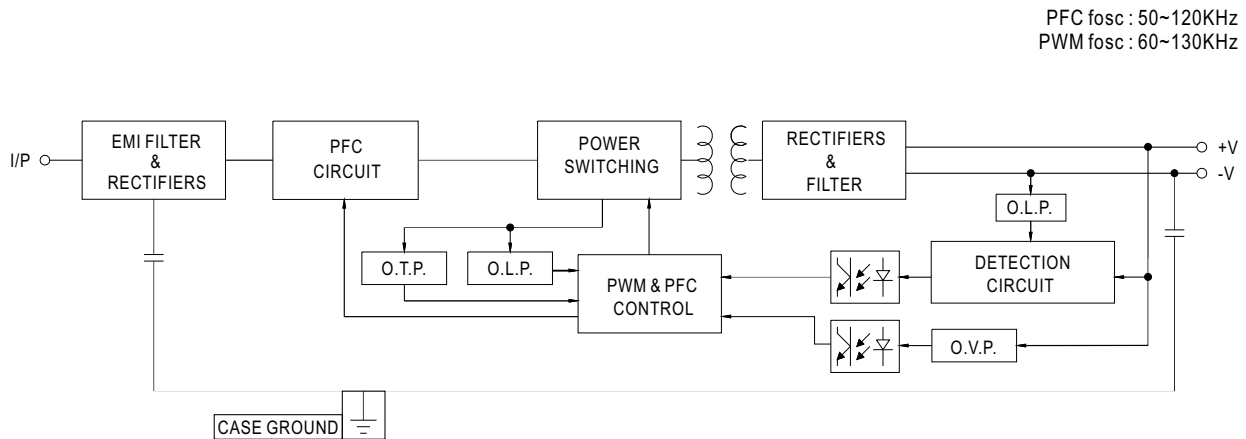 PFC fosc : 50~120KHz
PWM fosc : 60~130KHz
I/P
EMI FILTER
&
RECTIFIERS
PFC
CIRCUIT
POWER
SWITCHING
RECTIFIERS
&
FILTER
+V
-V
O.L.P.
O.T.P.
O.L.P.
PWM & PFC
CONTROL
DETECTION
CIRCUIT
O.V.P.
CASE GROUND